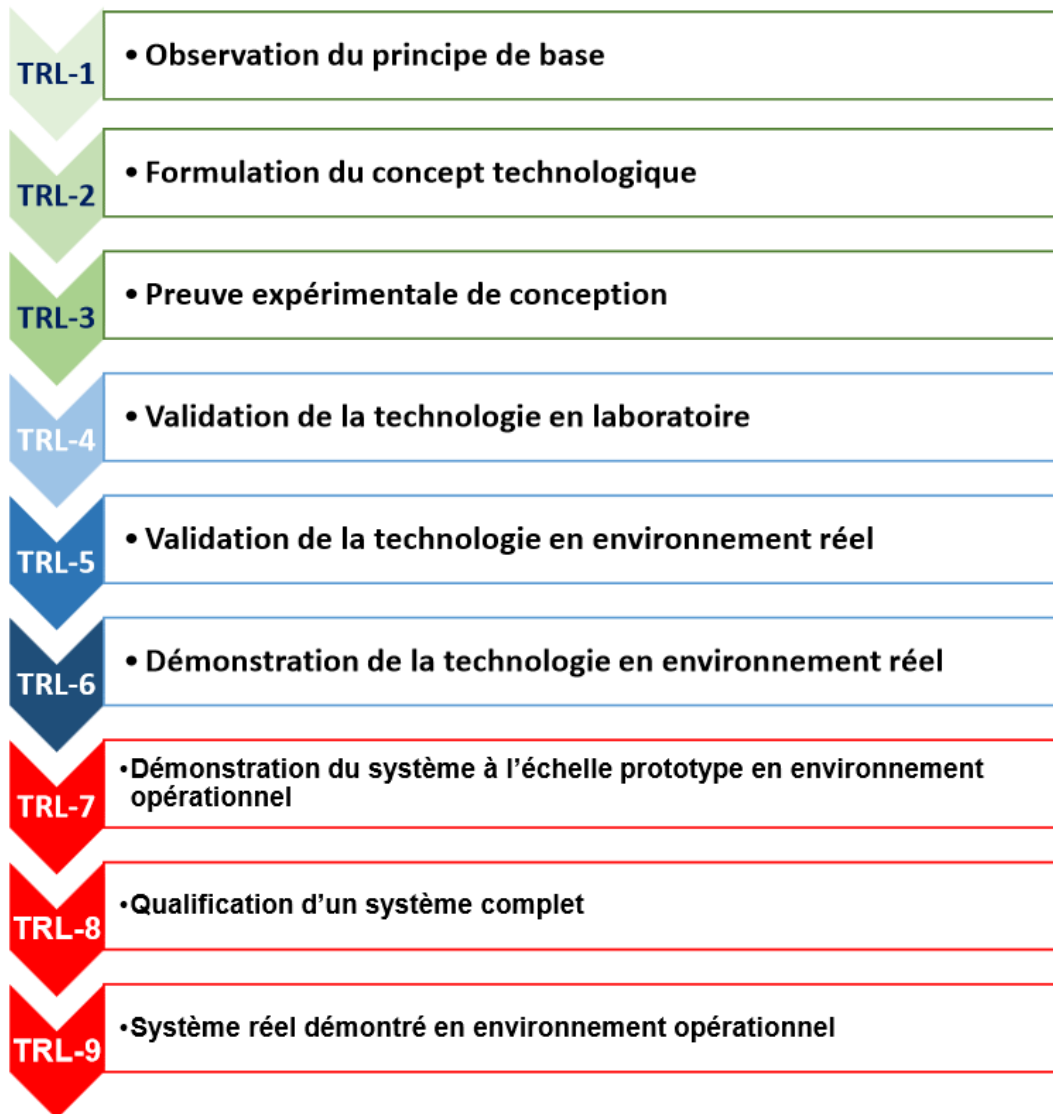 TRL-1
• Observation du principe de base
TRL-2
• Formulation du concept technologique
TRL-3
• Preuve expérimentale de conception
TRL-4
• Validation de la technologie en laboratoire
TRL-5
• Validation de la technologie en environnement réel
TRL-6
• Démonstration de la technologie en environnement réel
TRL-7
•Démonstration du système à l’échelle prototype en environnement
opérationnel
TRL-8
•Qualification d’un système complet
TRL-9
•Système réel démontré en environnement opérationnel